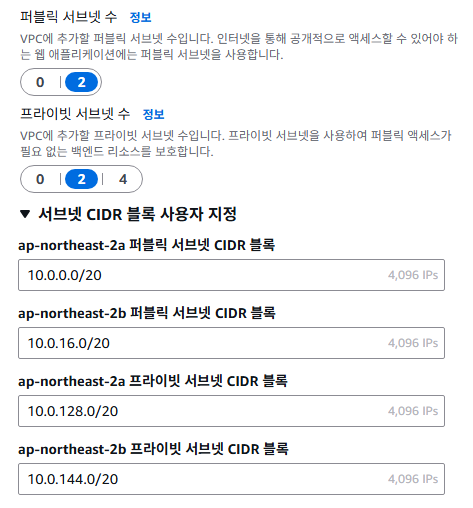 퍼블릭 서브넷 수 정보
VPC에 추가할 퍼블릭 서브넷 수입니다. 인터넷을 통해 공개적으로 액세스할 수 있어야 하
는 웹 애플리케이션에는 퍼블릭 서브넷을 사용합니다.
0 2
프라이빗 서브넷 수 정보
VPC에 추가할 프라이빗 서브넷 수입니다. 프라이빗 서브넷을 사용하여 퍼블릭 액세스가
필요 없는 백엔드 리소스를 보호합니다.
0 2 4
▼ 서브넷 CIDR 블록 사용자 지정
ap-northeast-2a 퍼블릭 서브넷 CIDR 블록
10.0.0.0/20 4,096 IPs
ap-northeast-2b 퍼블릭 서브넷 CIDR 블록
10.0.16.0/20 4,096 IPs
ap-northeast-2a 프라이빗 서브넷 CIDR 블록
10.0.128.0/20 4,096 IPs
ap-northeast-2b 프라이빗 서브넷 CIDR 블록
10.0.144.0/20 4,096 IPs